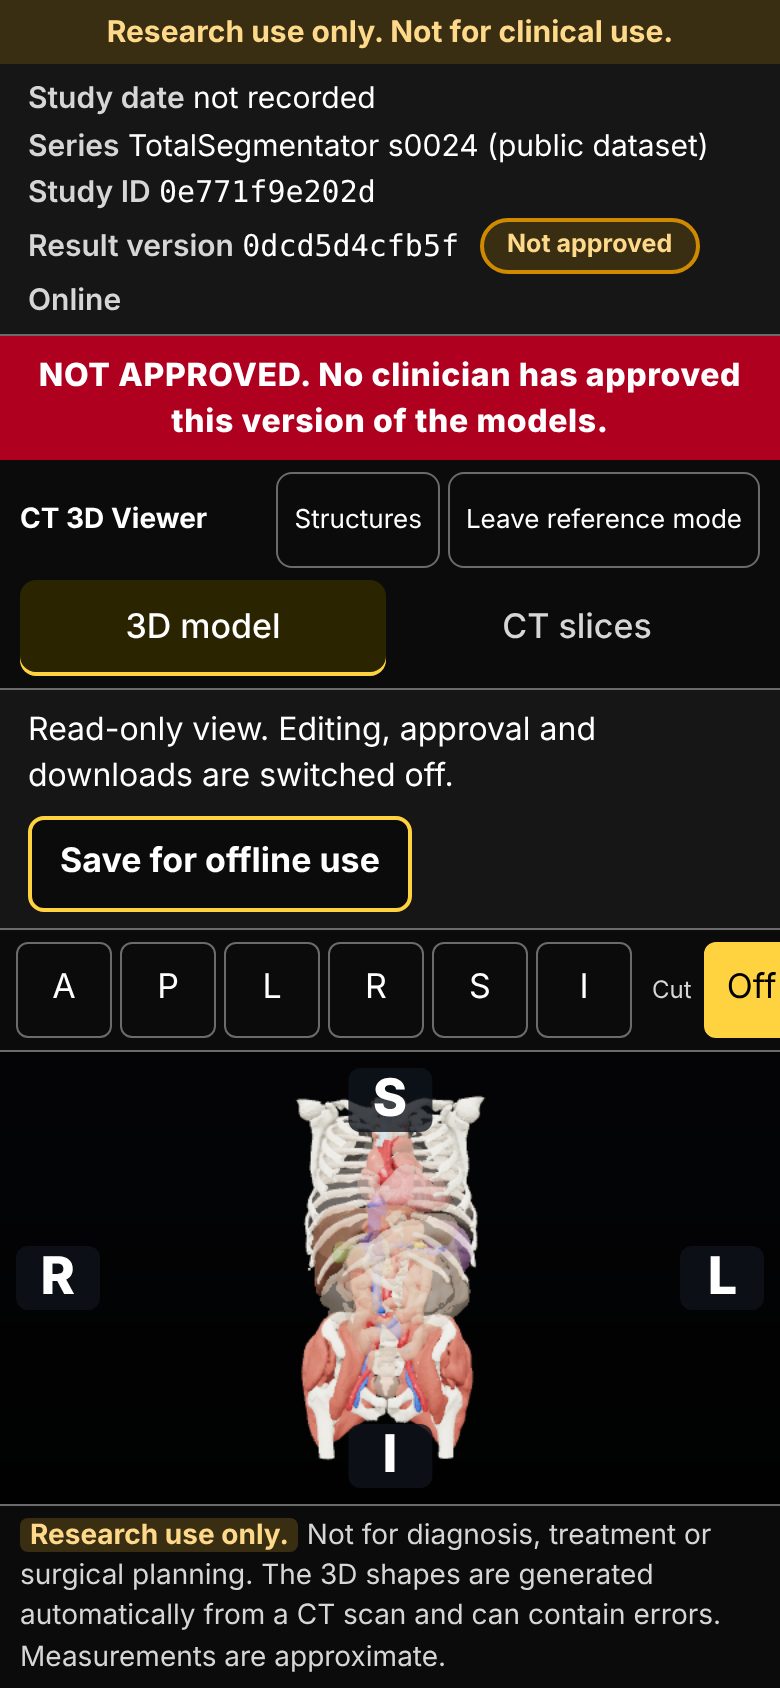 Research use only. Not for clinical use.
Study date not recorded
Series TotalSegmentator s0024 (public dataset)
Study ID 0e771f9e202d
Result version 0dcd5d4cfb5f Not approved
Online
NOT APPROVED. No clinician has approved
this version of the models.
CT 3D Viewer Structures Leave reference mode
3D model CT slices
Read-only view. Editing, approval and
downloads are switched off.
Save for offline use
A P L R S I Cut Off
S
R L
I
Research use only. Not for diagnosis, treatment or
surgical planning. The 3D shapes are generated
automatically from a CT scan and can contain errors.
Measurements are approximate.